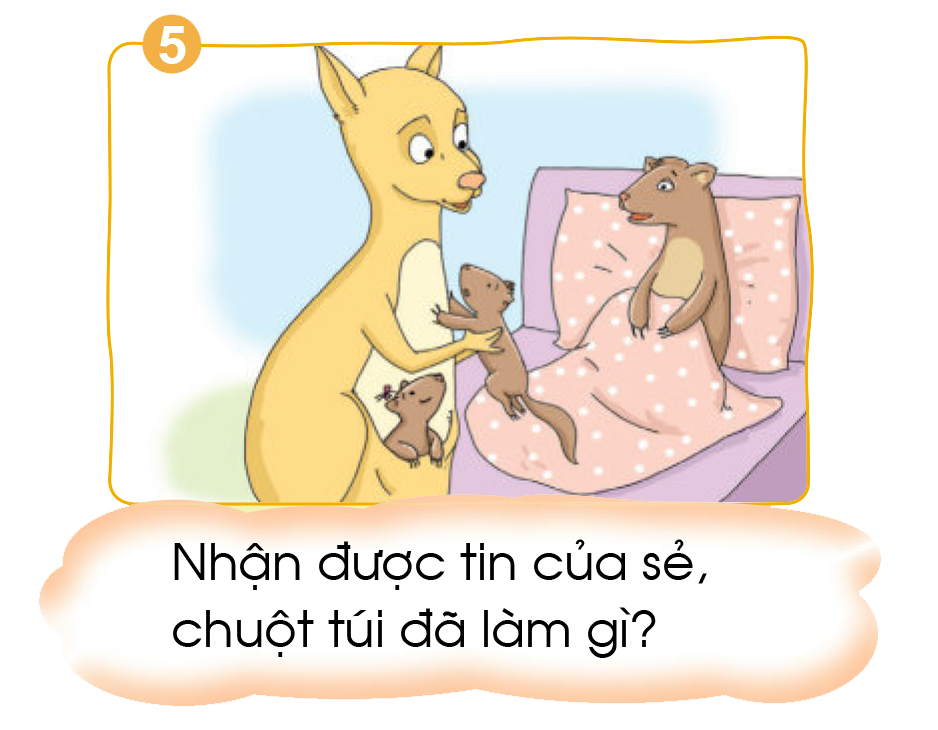 5
Nhận được tin của sẻ,
chuột túi đã làm gì?